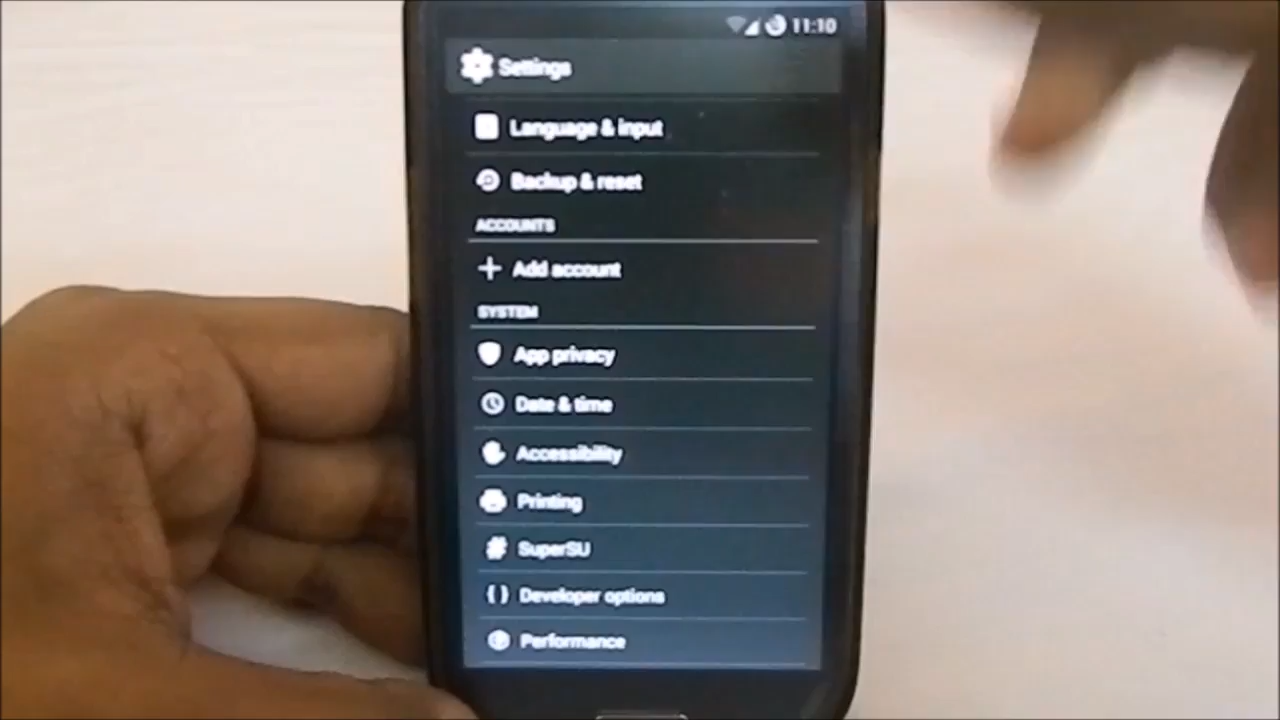 11:10
Settings
Language & input
Backup & reset
ACCOUNTS
Add account
SYSTEM
App privacy
Date & time
Accessibility
Printing
SuperSU
Developer options
Performance